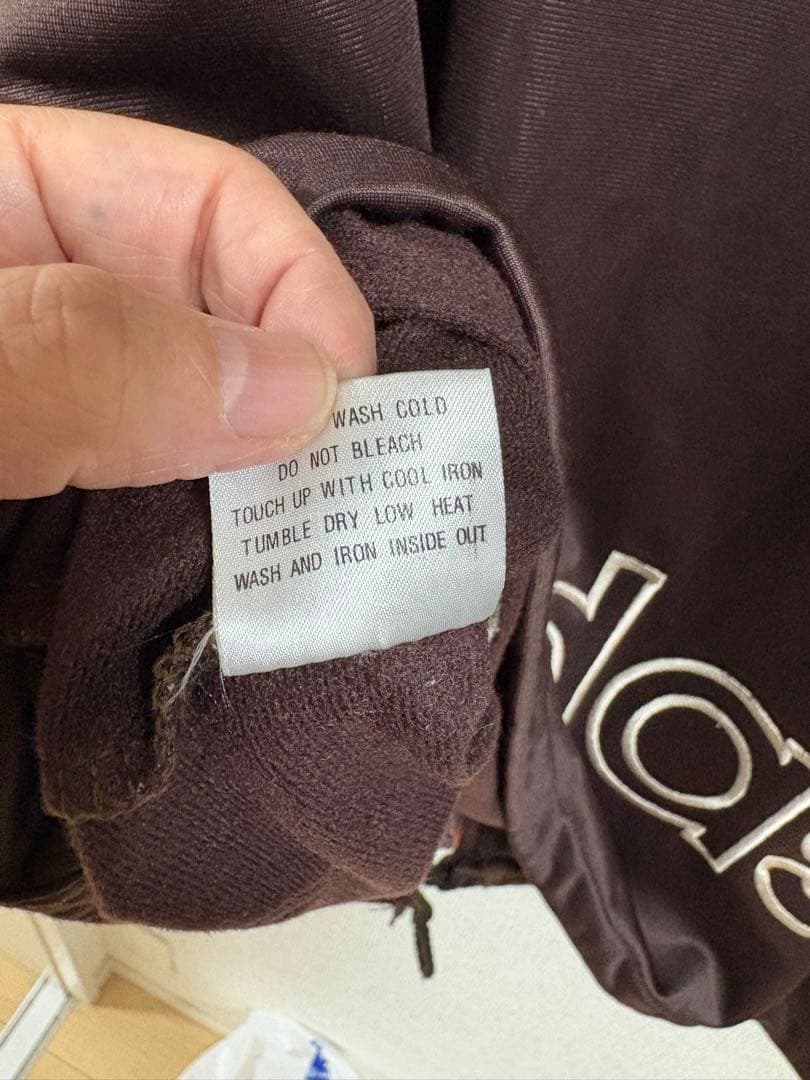 WASH COLD
DO NOT BLEACH
TOUCH UP WITH COOL IRON
TUMBLE DRY LOW HEAT
WASH AND IRON INSIDE OUT